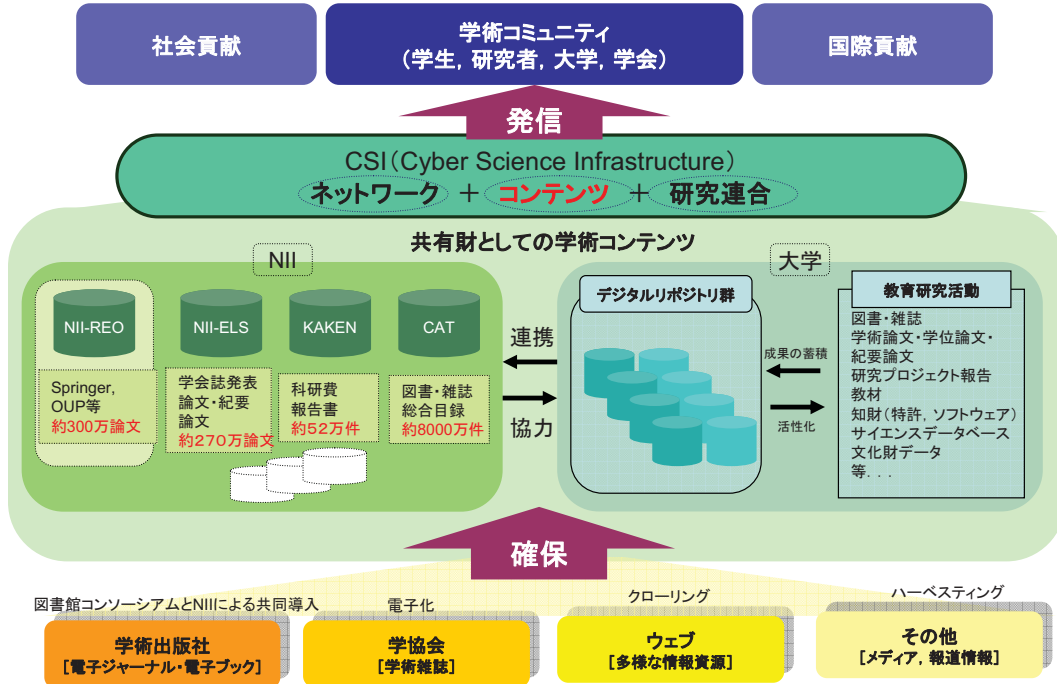 社会貢献
学術コミュニティ
（学生，研究者，大学，学会）
国際貢献
発信
CSI（Cyber Science Infrastructure）
ネットワーク ＋ コンテンツ ＋ 研究連合
共有財としての学術コンテンツ
NII
大学
NII-REO
NII-ELS
KAKEN
CAT
Springer,
OUP等
約300万論文
学会誌発表
論文・紀要
論文
約270万論文
科研費
報告書
約52万件
図書・雑誌
総合目録
約8000万件
連携
協力
デジタルリポジトリ群
成果の蓄積
活性化
教育研究活動
図書・雑誌
学術論文・学位論文・
紀要論文
研究プロジェクト報告
教材
知財（特許，ソフトウェア）
サイエンスデータベース
文化財データ
等．．．
確保
図書館コンソーシアムとNIIによる共同導入
電子化
クローリング
ハーベスティング
学術出版社
［電子ジャーナル・電子ブック］
学協会
［学術雑誌］
ウェブ
［多様な情報資源］
その他
［メディア，報道情報］